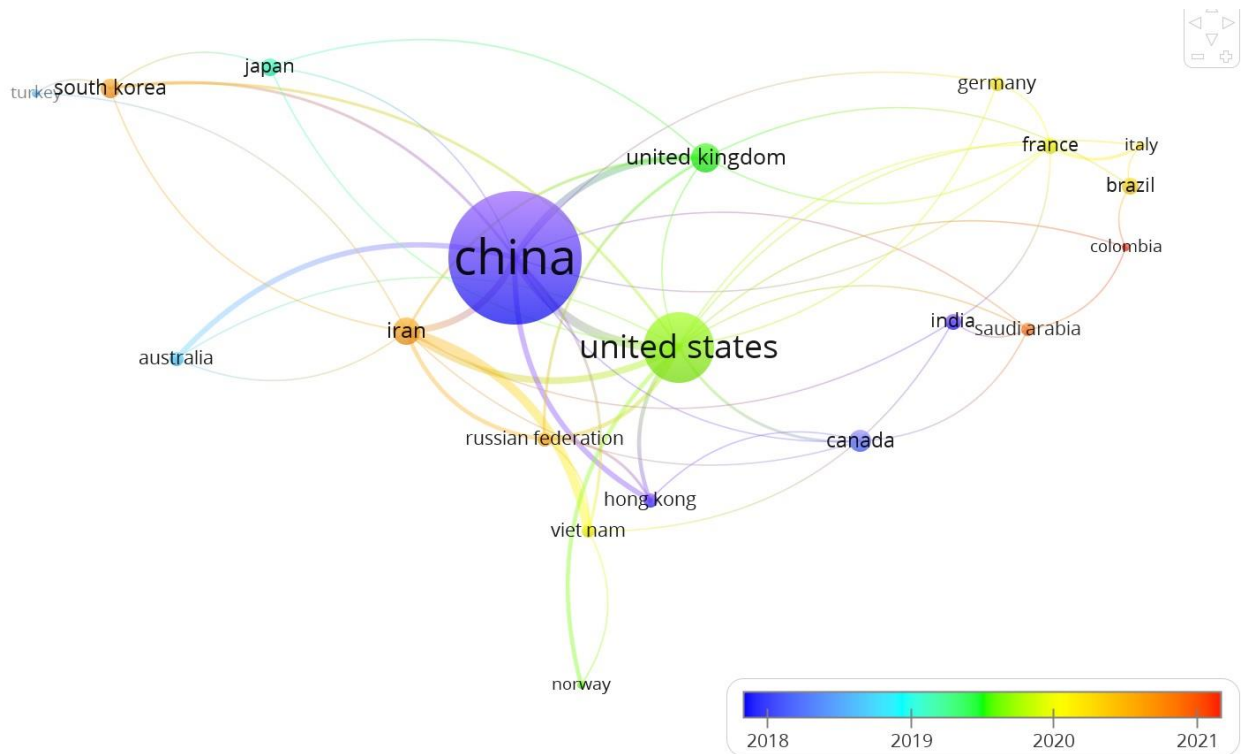 japan
south korea
turkey
germany
united kingdom
france
italy
brazil
china
colombia
iran
united states
india
saudi arabia
australia
russian federation
canada
hong kong
viet nam
norway
2018 2019 2020 2021